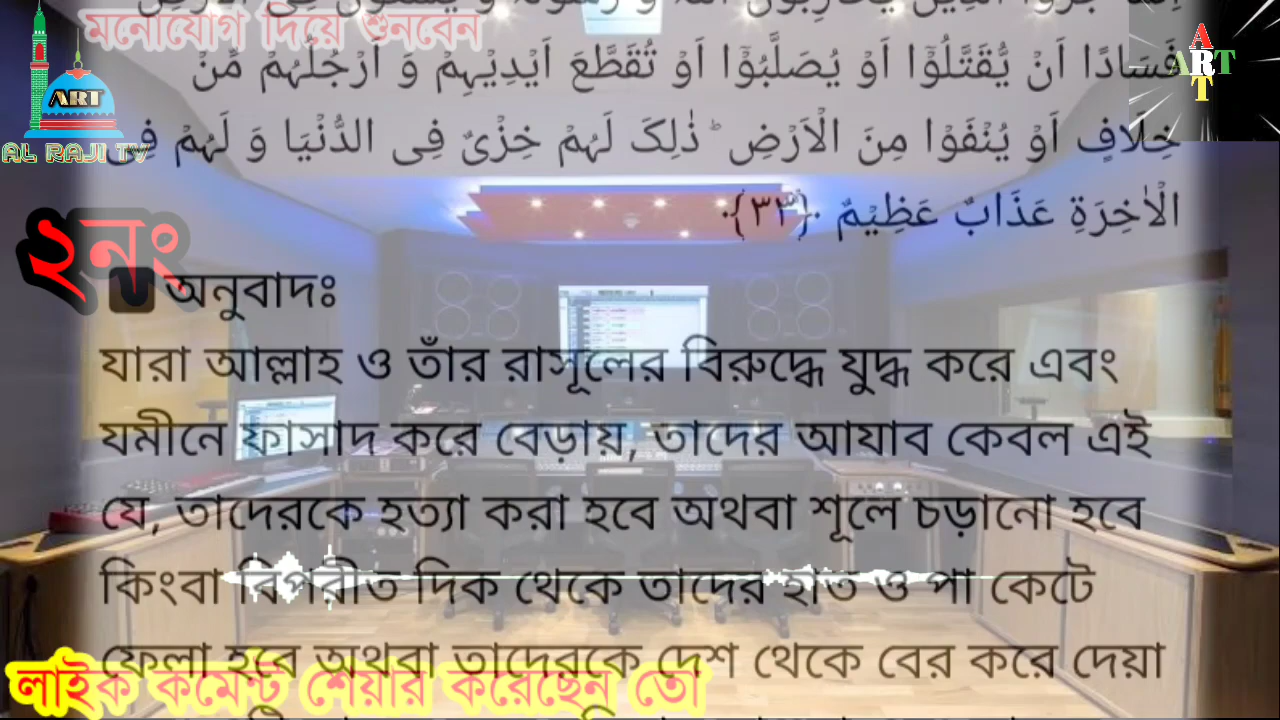 মনোযোগ দিয়ে শুনবেন
فَسَادًا اَنۡ یُّقَتَّلُوۡۤا اَوۡ یُصَلَّبُوۡۤا اَوۡ تُقَطَّعَ اَیۡدِیۡہِمۡ وَ اَرۡجُلُہُمۡ مِّنۡ
خِلَافٍ اَوۡ یُنۡفَوۡا مِنَ الۡاَرۡضِ ؕ ذٰلِکَ لَہُمۡ خِزۡیٌ فِی الدُّنۡیَا وَ لَہُمۡ فِی
الۡاٰخِرَۃِ عَذَابٌ عَظِیۡمٌ ﴿۳۳﴾
ART
AL RAJI TV
ART
২নং
অনুবাদঃ
যারা আল্লাহ ও তাঁর রাসূলের বিরুদ্ধে যুদ্ধ করে এবং
যমীনে ফাসাদ করে বেড়ায়, তাদের আযাব কেবল এই
যে, তাদেরকে হত্যা করা হবে অথবা শূলে চড়ানো হবে
কিংবা বিপরীত দিক থেকে তাদের হাত ও পা কেটে
ফেলা হবে অথবা তাদেরকে দেশ থেকে বের করে দেয়া
লাইক কমেন্ট শেয়ার করেছেন তো